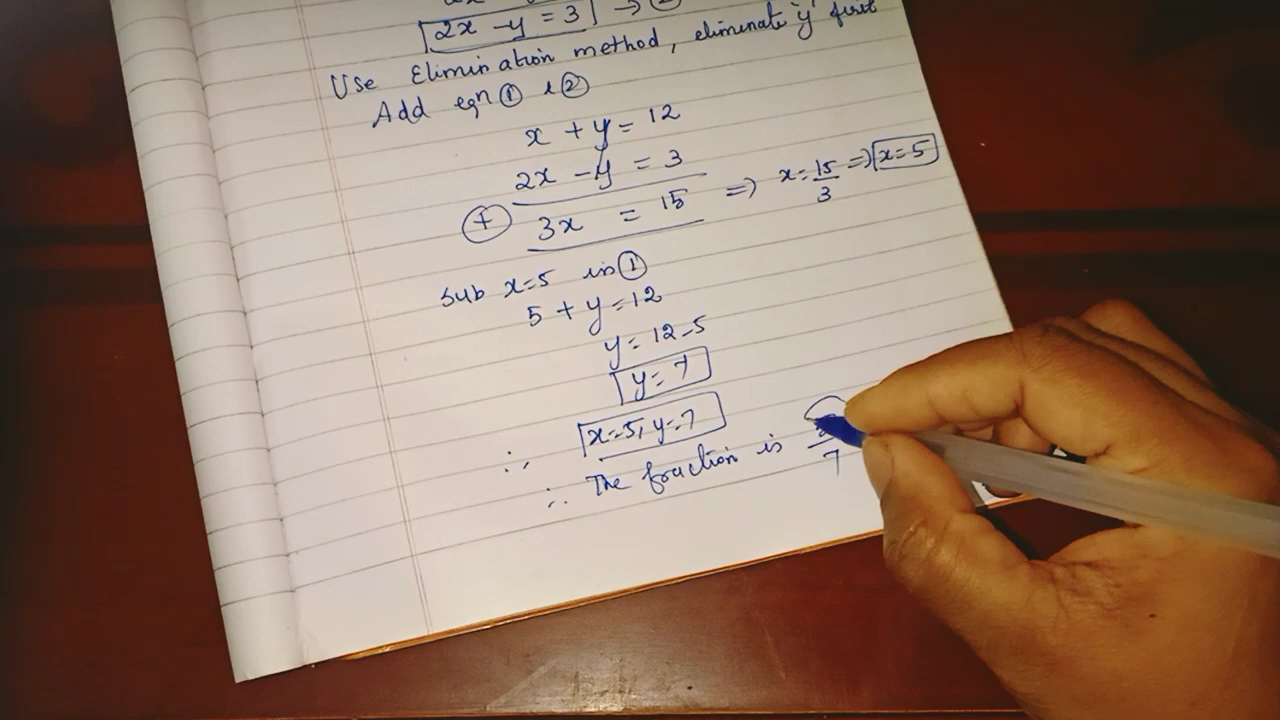 2x - y = 3 → 2
Use Elimination method, eliminate 'y' first
Add eqn ① & ②
x + y = 12
2x - y = 3
+ 3x = 15 => x = 15/3 => x = 5
Sub x=5 in ①
5 + y = 12
y = 12 - 5
y = 7
∴ x = 5, y = 7
∴ The fraction is
7